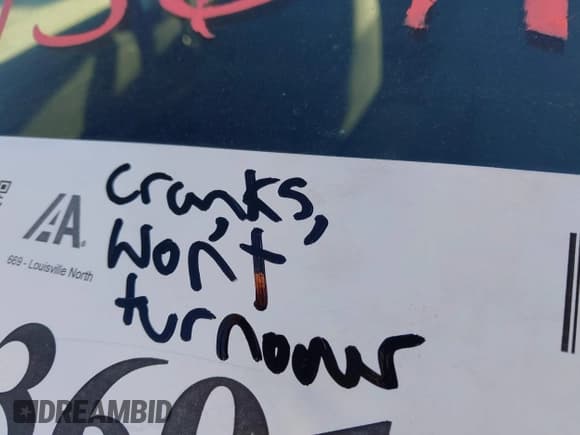 cranks,
IAA
669 - Louisville North
won't
turnover
360
DREAMBID